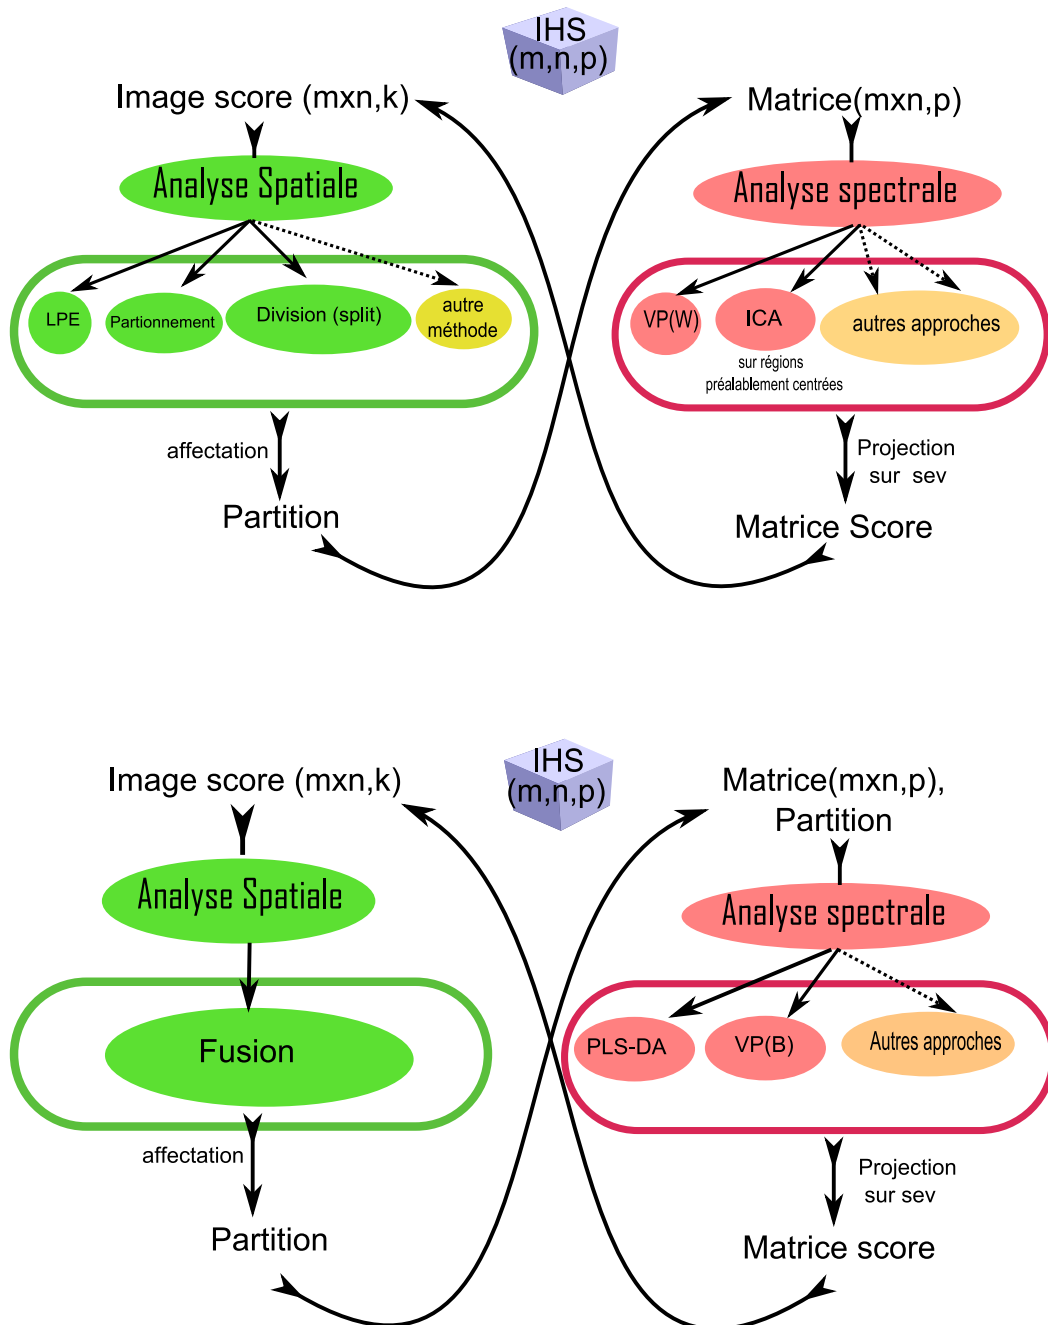 IHS
(m,n,p)
Image score (mxn,k)
Matrice(mxn,p)
Analyse Spatiale
Analyse spectrale
LPE
Partionnement
Division (split)
autre
méthode
VP(W)
ICA
autres approches
sur régions
préalablement centrées
affectation
Projection
sur sev
Partition
Matrice Score
IHS
(m,n,p)
Image score (mxn,k)
Matrice(mxn,p),
Partition
Analyse Spatiale
Analyse spectrale
Fusion
PLS-DA
VP(B)
Autres approches
affectation
Projection
sur sev
Partition
Matrice score